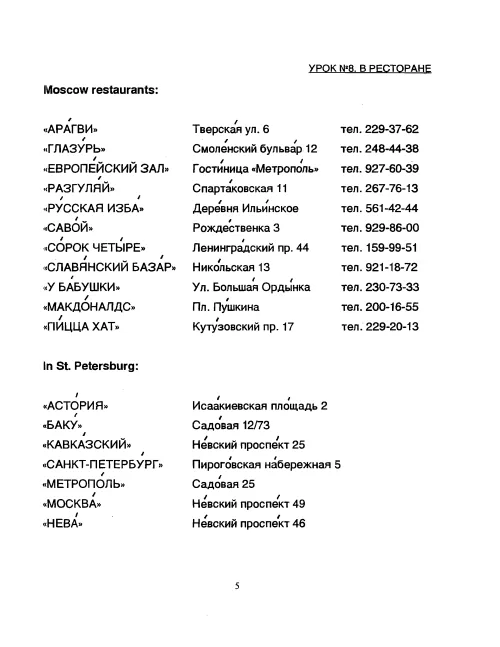 УРОК №8. В РЕСТОРАНЕ
Moscow restaurants:
«АРА́ГВИ» Тверска́я ул. 6 тел. 229-37-62
«ГЛАЗУ́РЬ» Смоле́нский бульва́р 12 тел. 248-44-38
«ЕВРОПЕ́ЙСКИЙ ЗАЛ» Гости́ница «Метропо́ль» тел. 927-60-39
«РАЗГУЛЯ́Й» Спарта́ковская 11 тел. 267-76-13
«РУ́ССКАЯ ИЗБА́» Дере́вня Ильи́нское тел. 561-42-44
«САВО́Й» Рожде́ственка 3 тел. 929-86-00
«СО́РОК ЧЕТЫ́РЕ» Ленингра́дский пр. 44 тел. 159-99-51
«СЛАВЯ́НСКИЙ БАЗА́Р» Нико́льская 13 тел. 921-18-72
«У БА́БУШКИ» Ул. Больша́я Орды́нка тел. 230-73-33
«МАКДО́НАЛДС» Пл. Пу́шкина тел. 200-16-55
«ПИ́ЦЦА ХАТ» Куту́зовский пр. 17 тел. 229-20-13
In St. Petersburg:
«АСТО́РИЯ» Исаа́киевская пло́щадь 2
«БАКУ́» Садо́вая 12/73
«КАВКА́ЗСКИЙ» Не́вский проспе́кт 25
«САНКТ-ПЕТЕРБУ́РГ» Пирого́вская на́бережная 5
«МЕТРОПО́ЛЬ» Садо́вая 25
«МОСКВА́» Не́вский проспе́кт 49
«НЕВА́» Не́вский проспе́кт 46
5